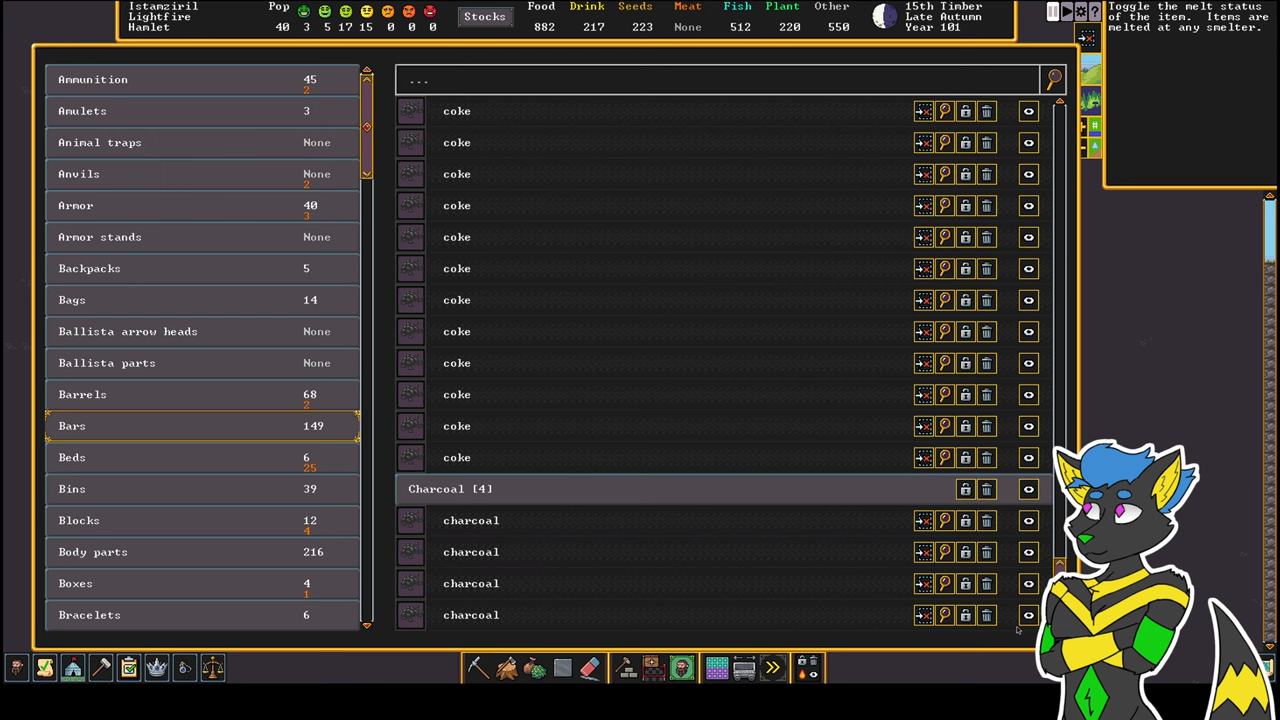 Istamziril
Lightfire
Hamlet
Pop
40 3 5 17 15 0 0 0
Stocks
Food Drink Seeds Meat Fish Plant Other
882 217 223 None 512 220 550
15th Timber
Late Autumn
Year 101
Toggle the melt status
of the item. Items are
melted at any smelter.
Ammunition 45
2
Amulets 3
Animal traps None
Anvils None
2
Armor 40
3
Armor stands None
Backpacks 5
Bags 14
Ballista arrow heads None
Ballista parts None
Barrels 68
2
Bars 149
Beds 6
25
Bins 39
Blocks 12
4
Body parts 216
Boxes 4
1
Bracelets 6
...
coke
coke
coke
coke
coke
coke
coke
coke
coke
coke
coke
coke
Charcoal [4]
charcoal
charcoal
charcoal
charcoal